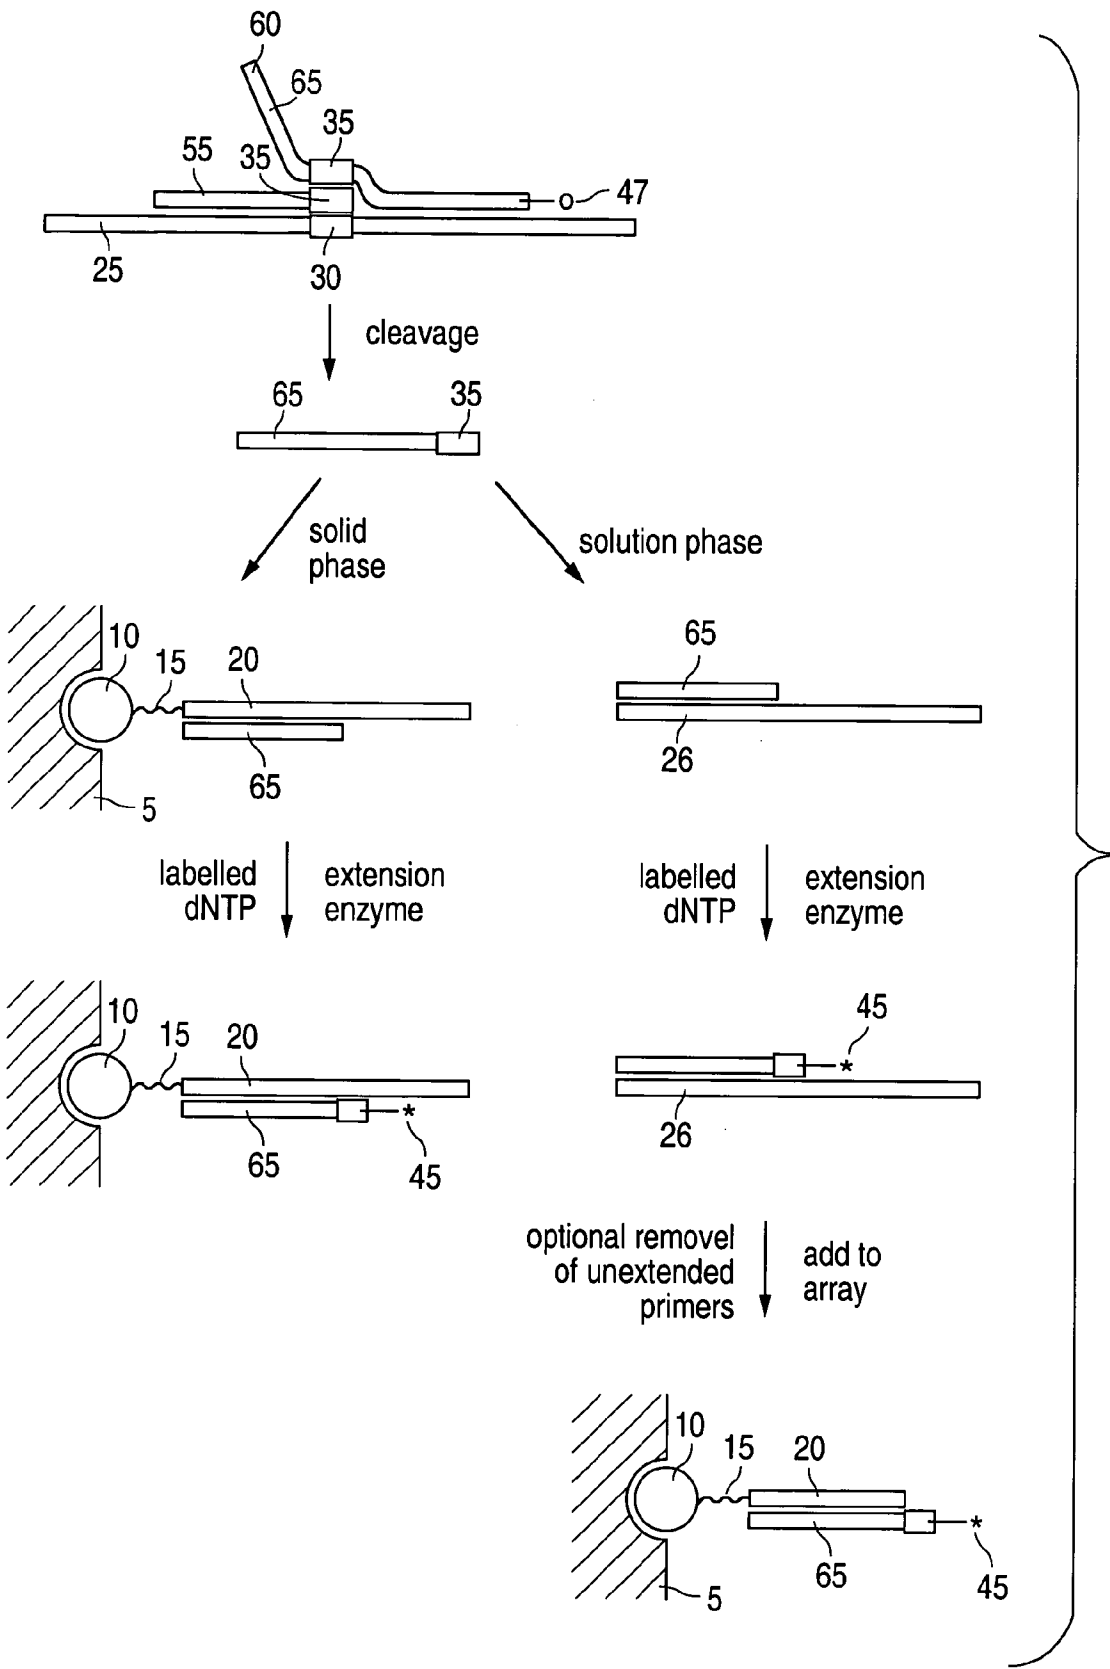 60
65
35
55
35
47
25
30
cleavage
65
35
solid
phase
solution phase
10
15
20
65
5
65
26
labelled
dNTP
extension
enzyme
labelled
dNTP
extension
enzyme
10
15
20
65
45
45
26
optional removel
of unextended
primers
add to
array
10
15
20
65
45
5